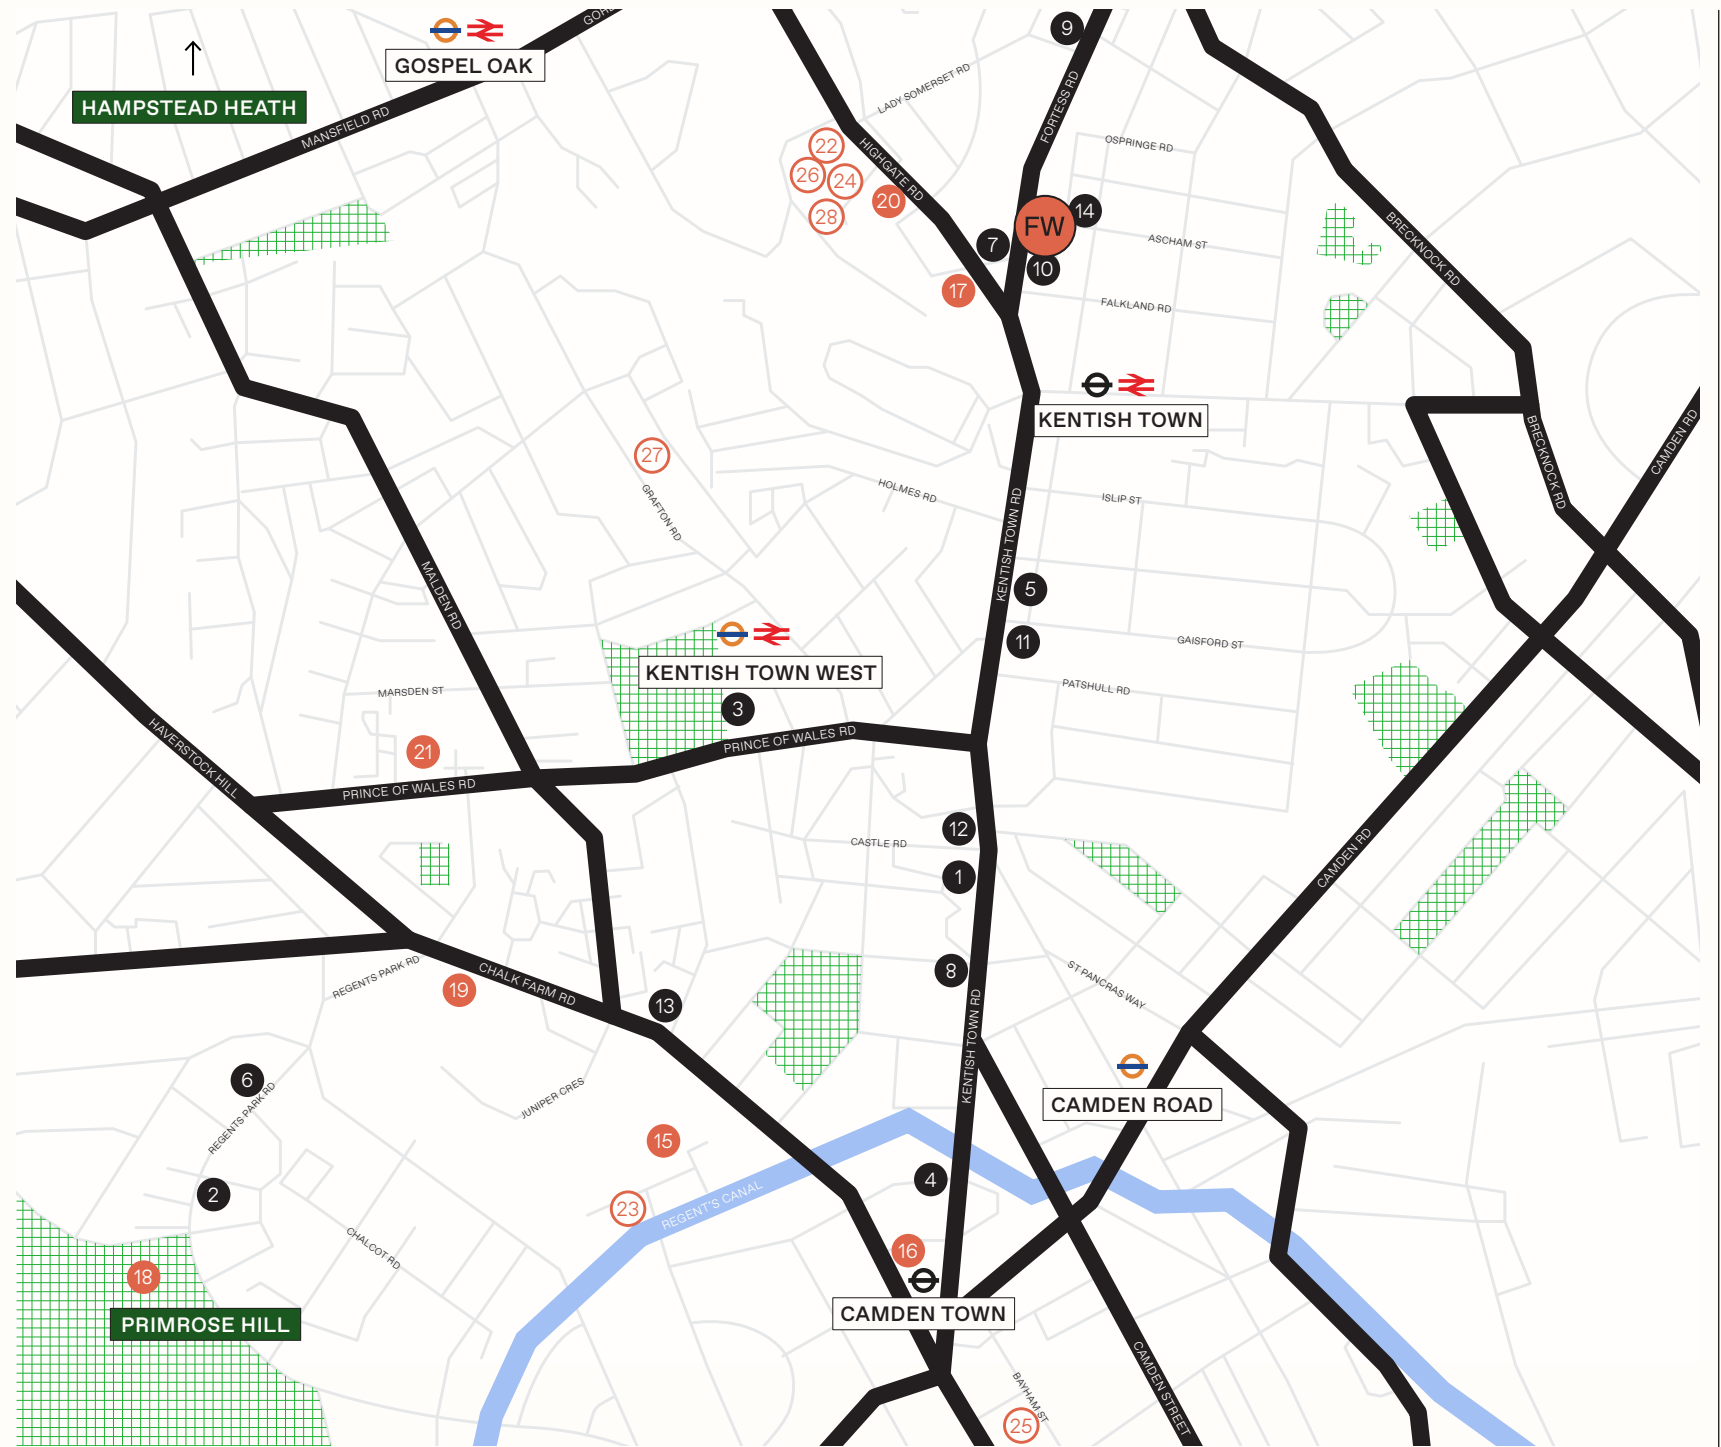 GOSPEL OAK
HAMPSTEAD HEATH
MANSFIELD RD
9
LADY SOMERSET RD
FORTESS RD
OSPRINGE RD
22
HIGHGATE RD
26
24
20
28
FW
14
7
10
ASCHAM ST
BRECKNOCK RD
17
FALKLAND RD
KENTISH TOWN
27
GRAFTON RD
HOLMES RD
ISLIP ST
BRECKNOCK RD
CAMDEN RD
KENTISH TOWN RD
MALDEN RD
5
11
GAISFORD ST
KENTISH TOWN WEST
PATSHULL RD
MARSDEN ST
3
HAVERSTOCK HILL
21
PRINCE OF WALES RD
PRINCE OF WALES RD
12
CASTLE RD
1
CAMDEN RD
8
REGENTS PARK RD
CHALK FARM RD
19
13
ST PANCRAS WAY
KENTISH TOWN RD
6
REGENTS PARK RD
JUNIPER CRES
CAMDEN ROAD
15
2
4
23
REGENT'S CANAL
CHALCOT RD
16
18
PRIMROSE HILL
CAMDEN TOWN
BAYHAM ST
CAMDEN STREET
25